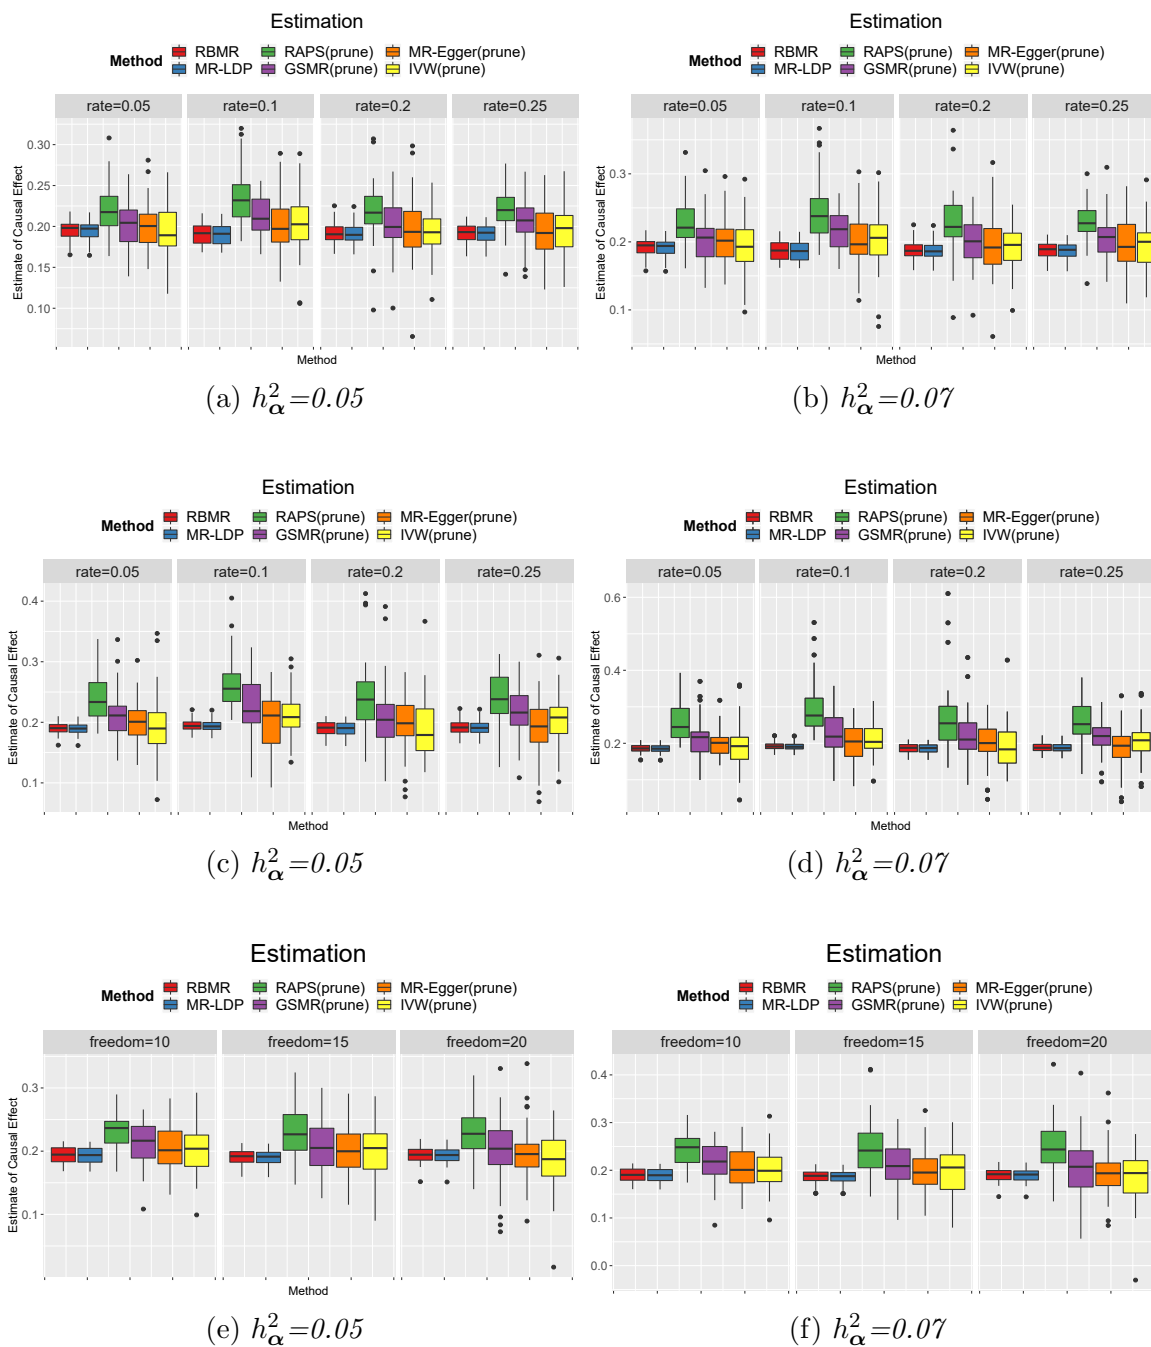 Estimation
Method RBMR RAPS(prune) MR-Egger(prune)
MR-LDP GSMR(prune) IVW(prune)
rate=0.05 rate=0.1 rate=0.2 rate=0.25
Estimate of Causal Effect
0.30
0.25
0.20
0.15
0.10
Method
(a) h²α=0.05
Estimation
Method RBMR RAPS(prune) MR-Egger(prune)
MR-LDP GSMR(prune) IVW(prune)
rate=0.05 rate=0.1 rate=0.2 rate=0.25
Estimate of Causal Effect
0.3
0.2
0.1
Method
(b) h²α=0.07
Estimation
Method RBMR RAPS(prune) MR-Egger(prune)
MR-LDP GSMR(prune) IVW(prune)
rate=0.05 rate=0.1 rate=0.2 rate=0.25
Estimate of Causal Effect
0.4
0.3
0.2
0.1
Method
(c) h²α=0.05
Estimation
Method RBMR RAPS(prune) MR-Egger(prune)
MR-LDP GSMR(prune) IVW(prune)
rate=0.05 rate=0.1 rate=0.2 rate=0.25
Estimate of Causal Effect
0.6
0.4
0.2
Method
(d) h²α=0.07
Estimation
Method RBMR RAPS(prune) MR-Egger(prune)
MR-LDP GSMR(prune) IVW(prune)
freedom=10 freedom=15 freedom=20
Estimate of Causal Effect
0.3
0.2
0.1
Method
(e) h²α=0.05
Estimation
Method RBMR RAPS(prune) MR-Egger(prune)
MR-LDP GSMR(prune) IVW(prune)
freedom=10 freedom=15 freedom=20
0.4
0.3
0.2
0.1
0.0
(f) h²α=0.07